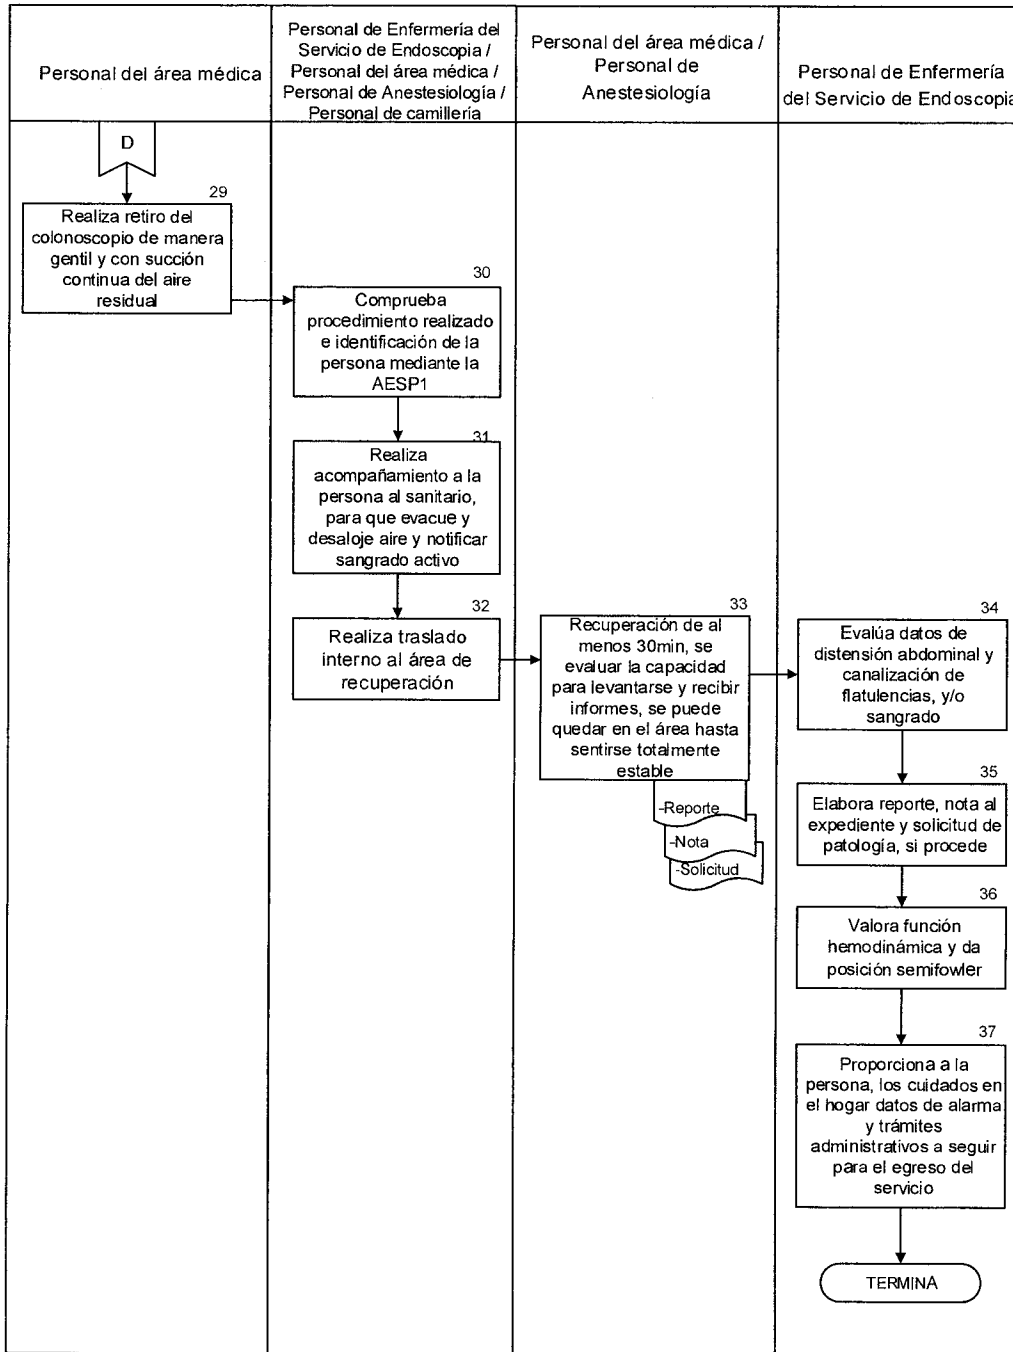 Personal del área médica
Personal de Enfermería del
Servicio de Endoscopia /
Personal del área médica /
Personal de Anestesiología /
Personal de camillería
Personal del área médica /
Personal de
Anestesiología
Personal de Enfermería
del Servicio de Endoscopia
D
29
Realiza retiro del
colonoscopio de manera
gentil y con succión
continua del aire
residual
30
Comprueba
procedimiento realizado
e identificación de la
persona mediante la
AESP1
31
Realiza
acompañamiento a la
persona al sanitario,
para que evacue y
desaloje aire y notificar
sangrado activo
32
Realiza traslado
interno al área de
recuperación
33
Recuperación de al
menos 30min, se
evaluar la capacidad
para levantarse y recibir
informes, se puede
quedar en el área hasta
sentirse totalmente
estable
-Reporte
-Nota
-Solicitud
34
Evalúa datos de
distensión abdominal y
canalización de
flatulencias, y/o
sangrado
35
Elabora reporte, nota al
expediente y solicitud de
patología, si procede
36
Valora función
hemodinámica y da
posición semifowler
37
Proporciona a la
persona, los cuidados en
el hogar datos de alarma
y trámites
administrativos a seguir
para el egreso del
servicio
TERMINA